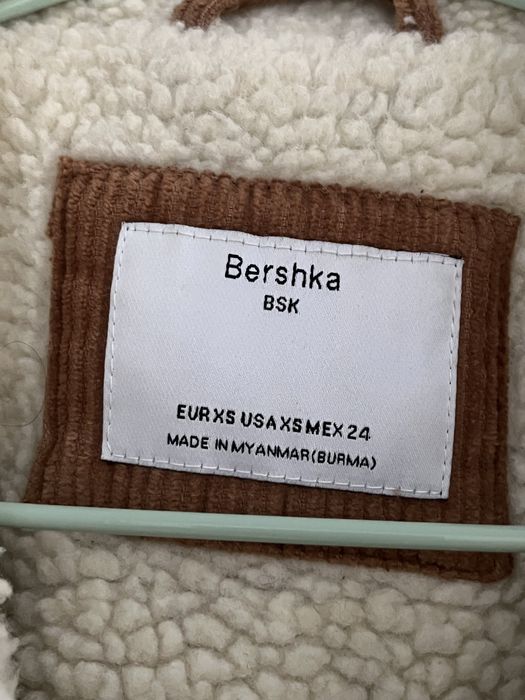 Bershka
BSK
EUR XS USA XS MEX 24
MADE IN MYANMAR (BURMA)